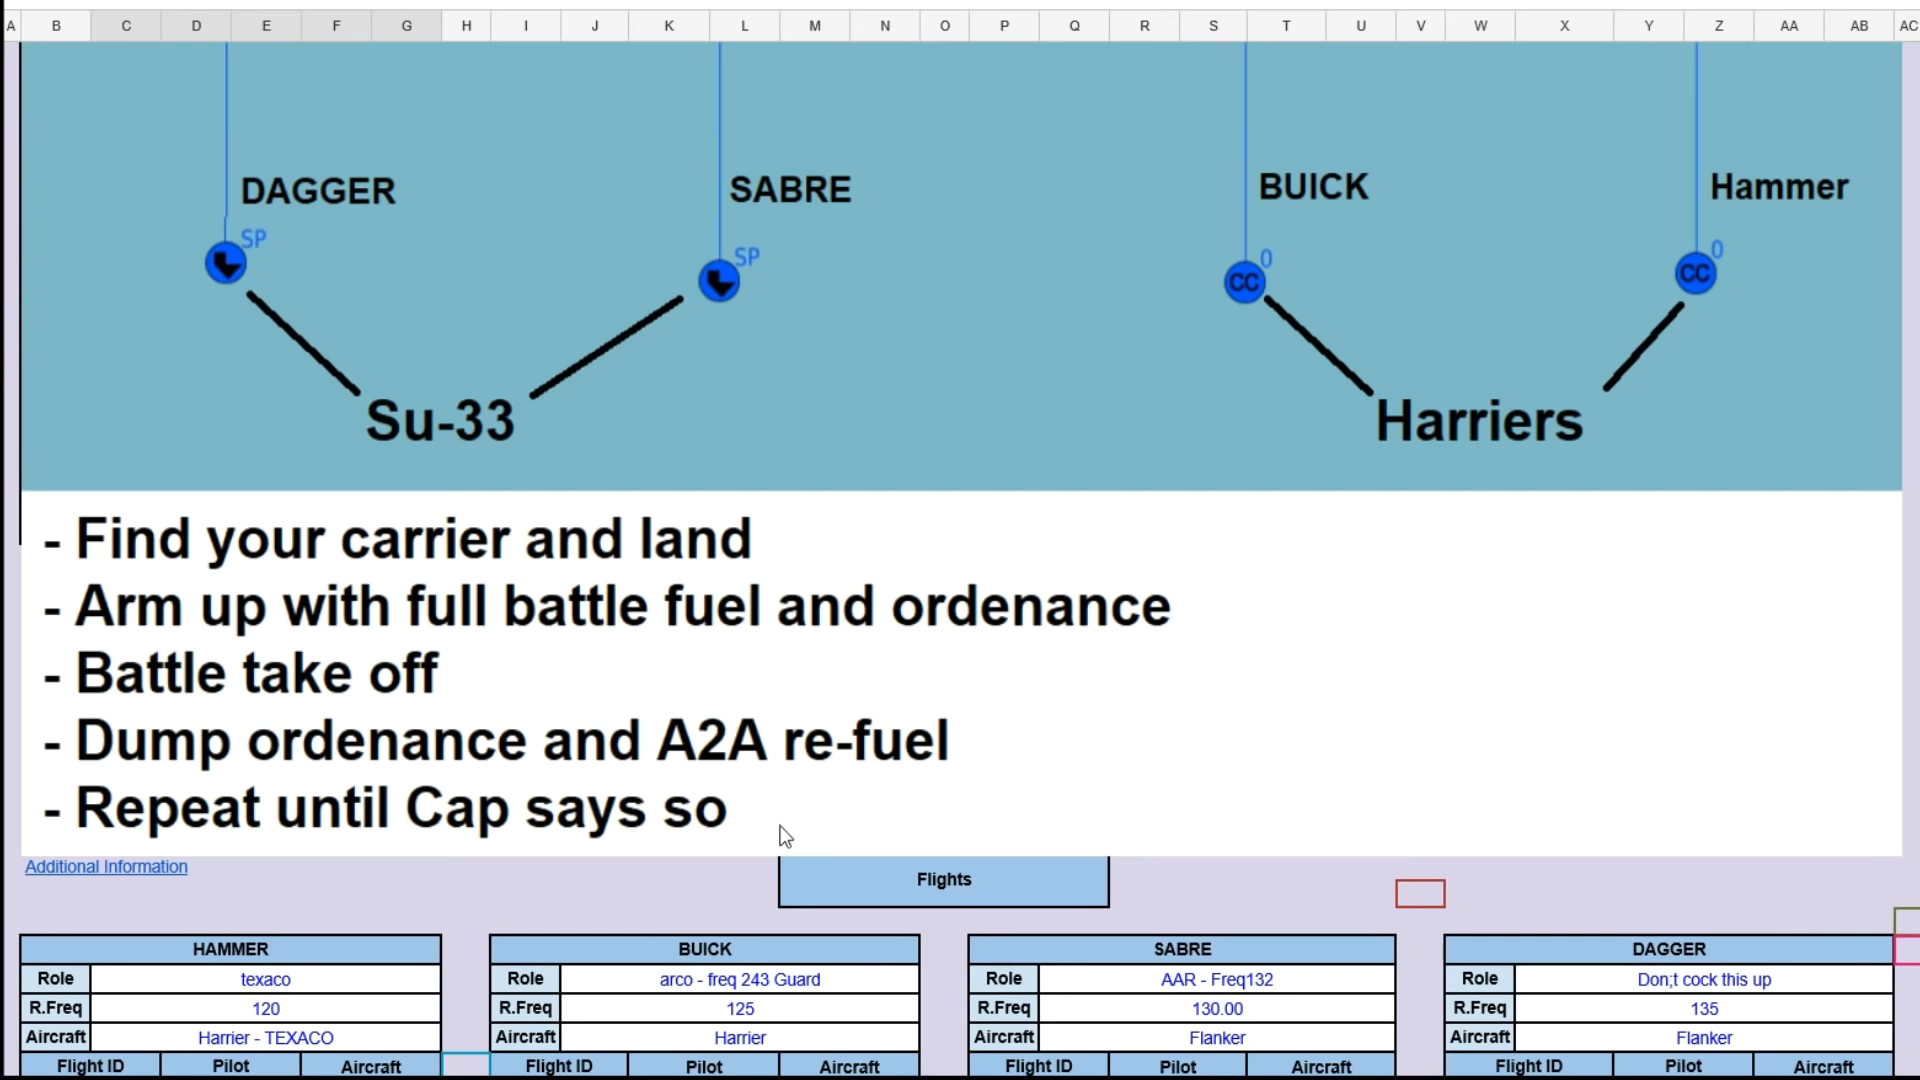 A B C D E F G H I J K L M N O P Q R S T U V W X Y Z AA AB AC
DAGGER SABRE BUICK Hammer
SP SP 0 0
CC CC
Su-33 Harriers
- Find your carrier and land
- Arm up with full battle fuel and ordenance
- Battle take off
- Dump ordenance and A2A re-fuel
- Repeat until Cap says so
Additional Information
Flights
HAMMER BUICK SABRE DAGGER
Role texaco Role arco - freq 243 Guard Role AAR - Freq132 Role Don;t cock this up
R.Freq 120 R.Freq 125 R.Freq 130.00 R.Freq 135
Aircraft Harrier - TEXACO Aircraft Harrier Aircraft Flanker Aircraft Flanker
Flight ID Pilot Aircraft Flight ID Pilot Aircraft Flight ID Pilot Aircraft Flight ID Pilot Aircraft